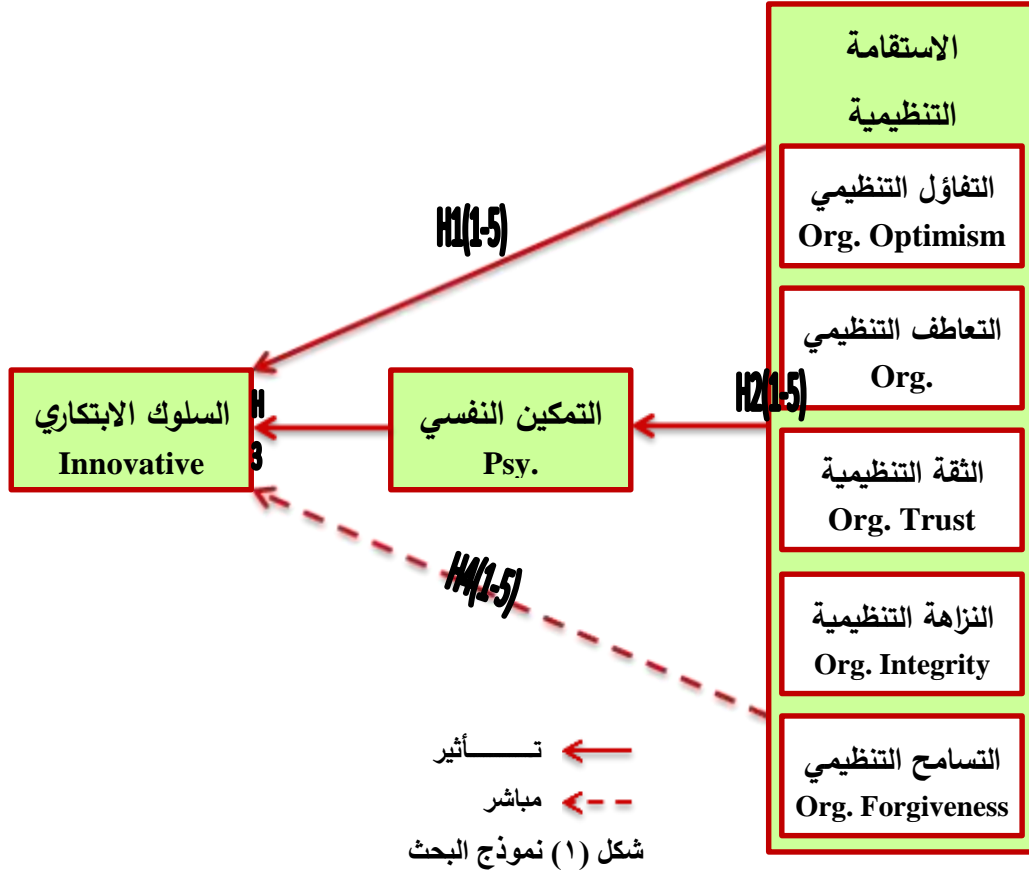 الاستقامة
التنظيمية
التفاؤل التنظيمي
Org. Optimism
التعاطف التنظيمي
Org.
الثقة التنظيمية
Org. Trust
النزاهة التنظيمية
Org. Integrity
التسامح التنظيمي
Org. Forgiveness
H1(1-5)
H2(1-5)
التمكين النفسي
Psy.
H
3
السلوك الابتكاري
Innovative
H4(1-5)
تـــــــأثير
مباشر
شكل (١) نموذج البحث